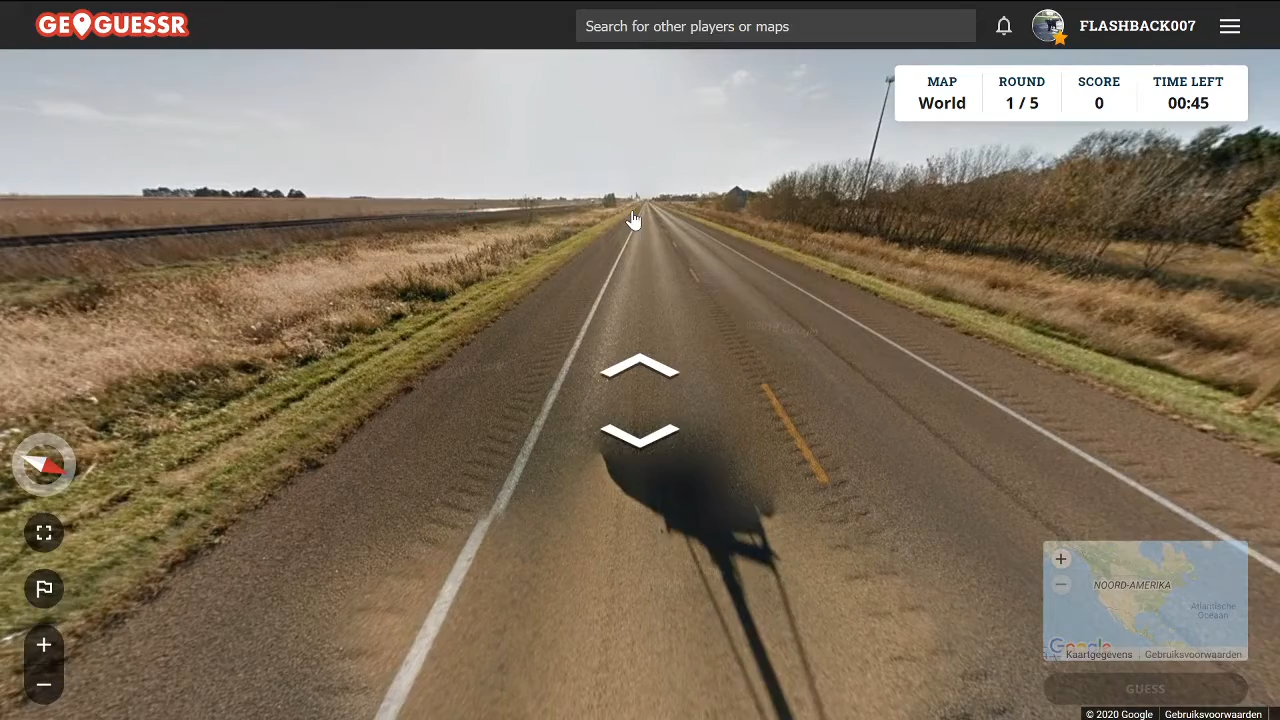 GEOGUESSR
Search for other players or maps
FLASHBACK007
MAP
World
ROUND
1 / 5
SCORE
0
TIME LEFT
00:45
NOORD-AMERIKA
Atlantische
Oceaan
Google
Kaartgegevens
Gebruiksvoorwaarden
GUESS
© 2020 Google
Gebruiksvoorwaarden